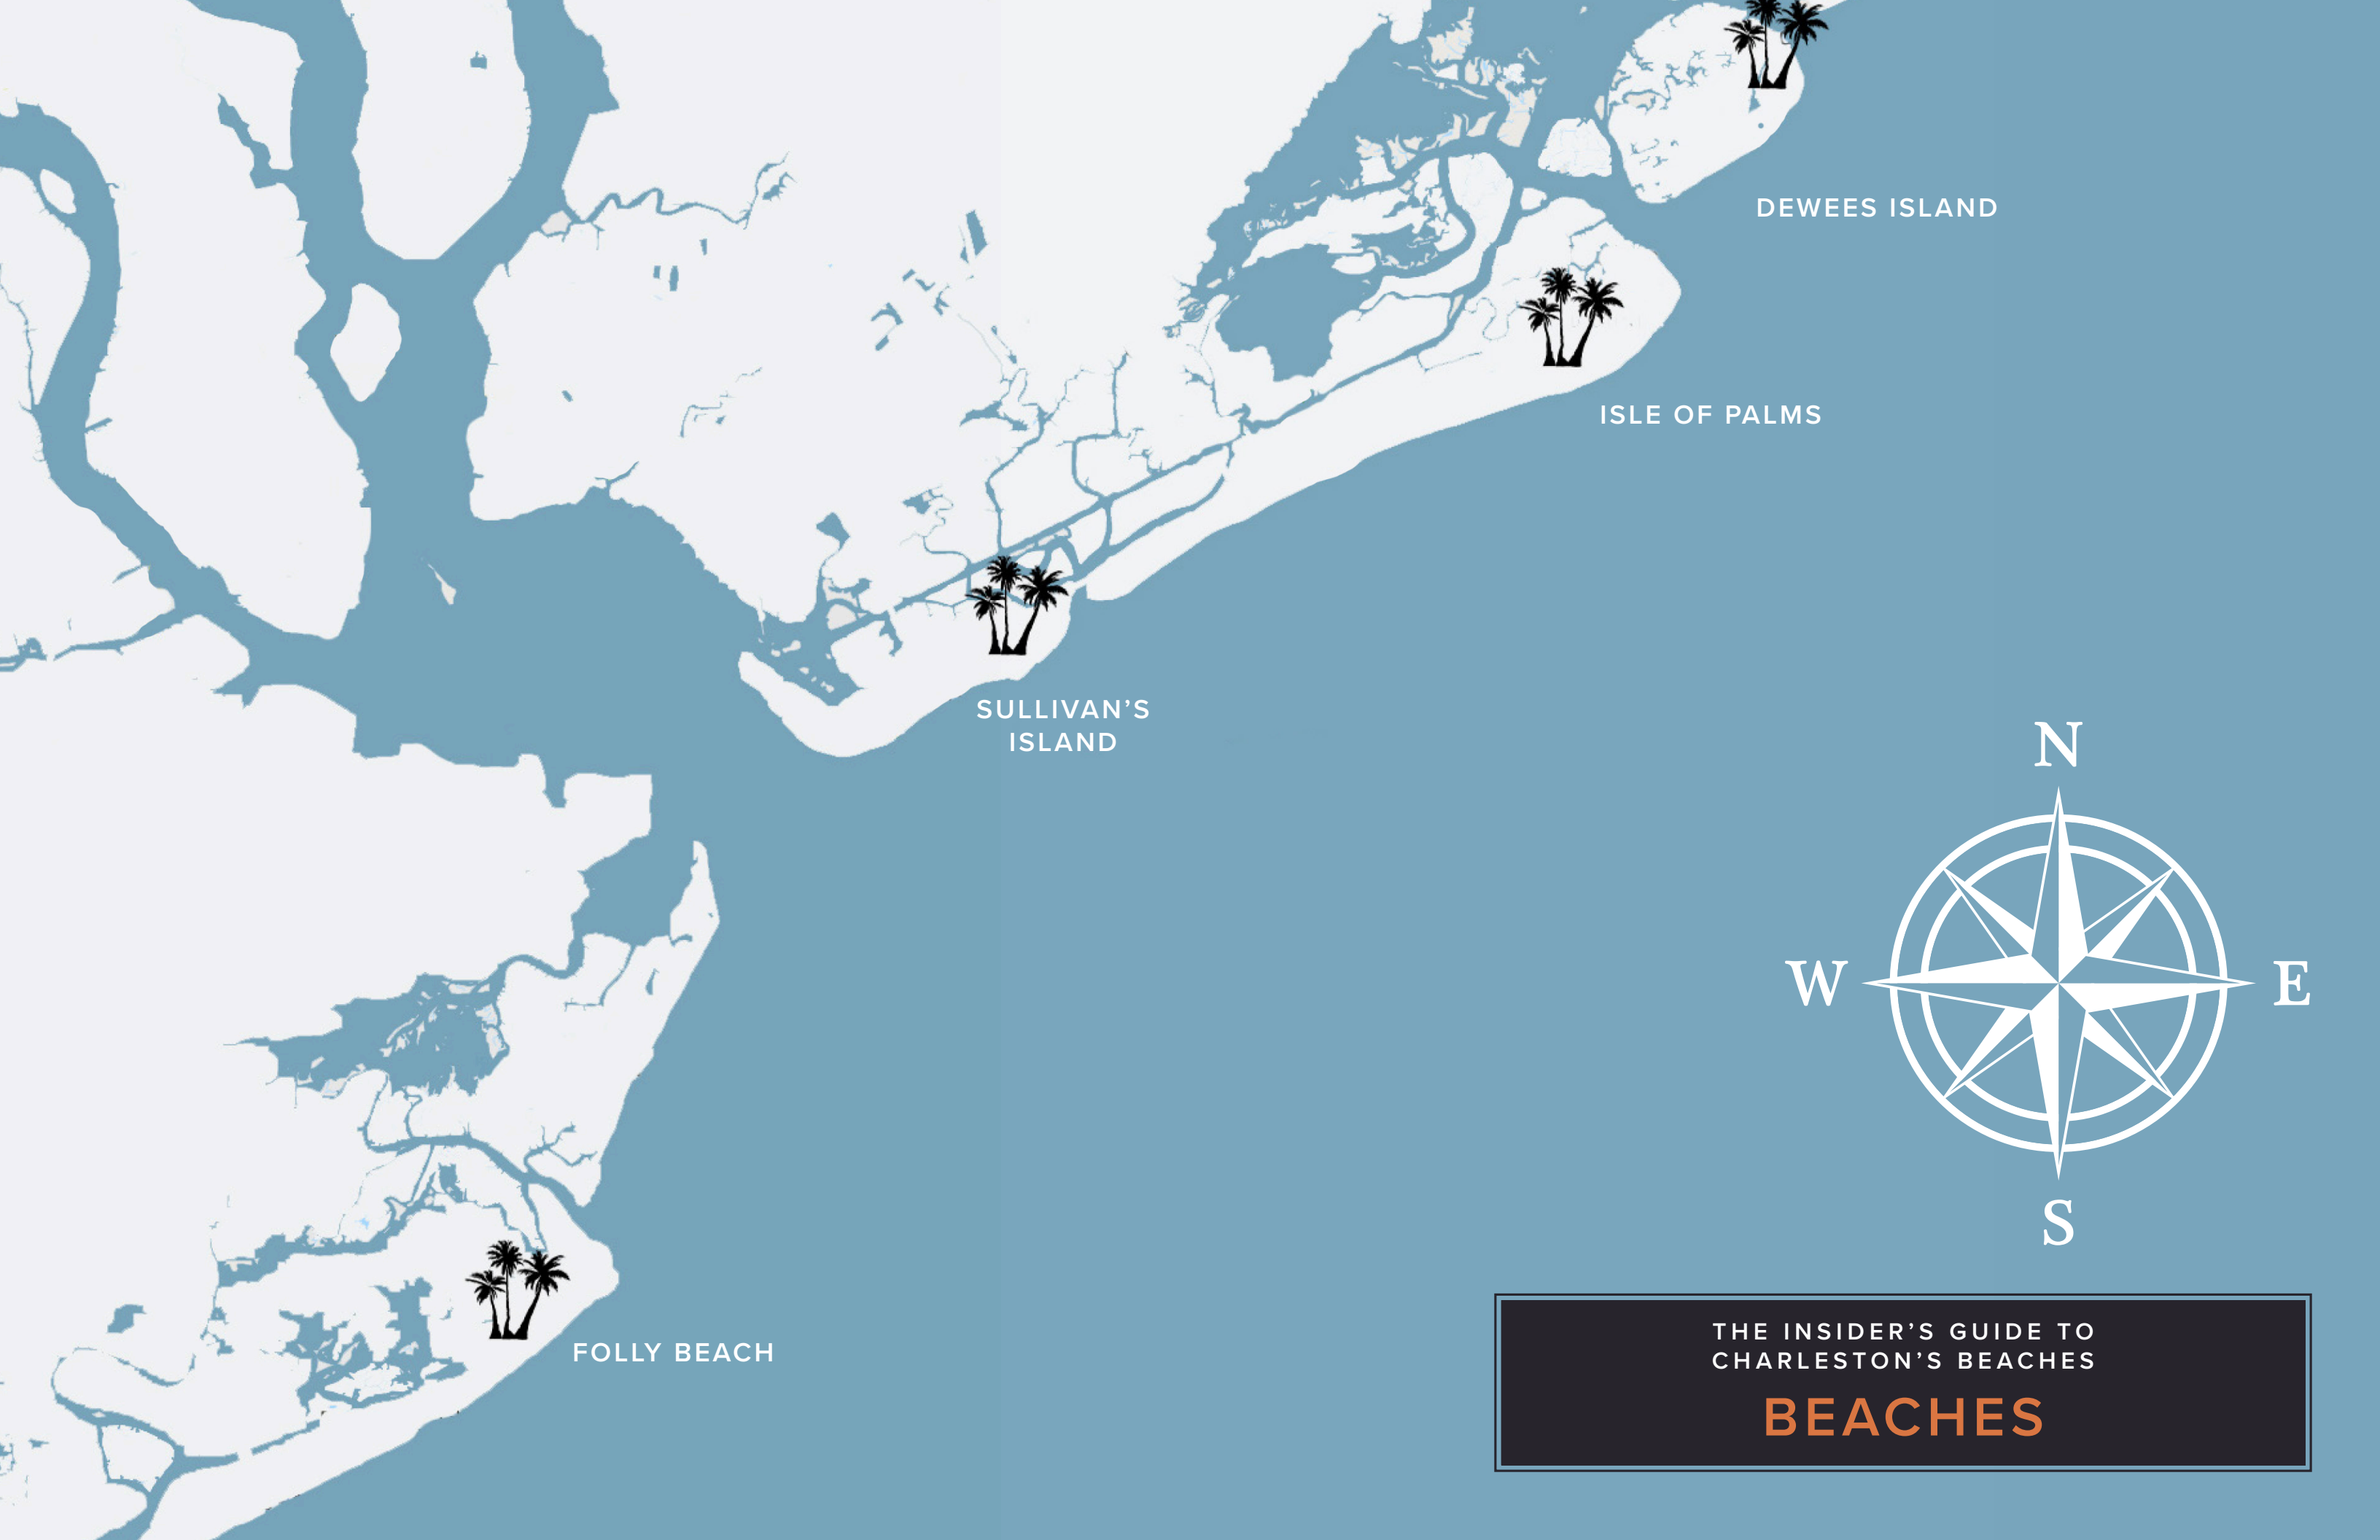 DEWEES ISLAND
ISLE OF PALMS
SULLIVAN’S
ISLAND
N
W
E
S
FOLLY BEACH
THE INSIDER’S GUIDE TO
CHARLESTON’S BEACHES
BEACHES